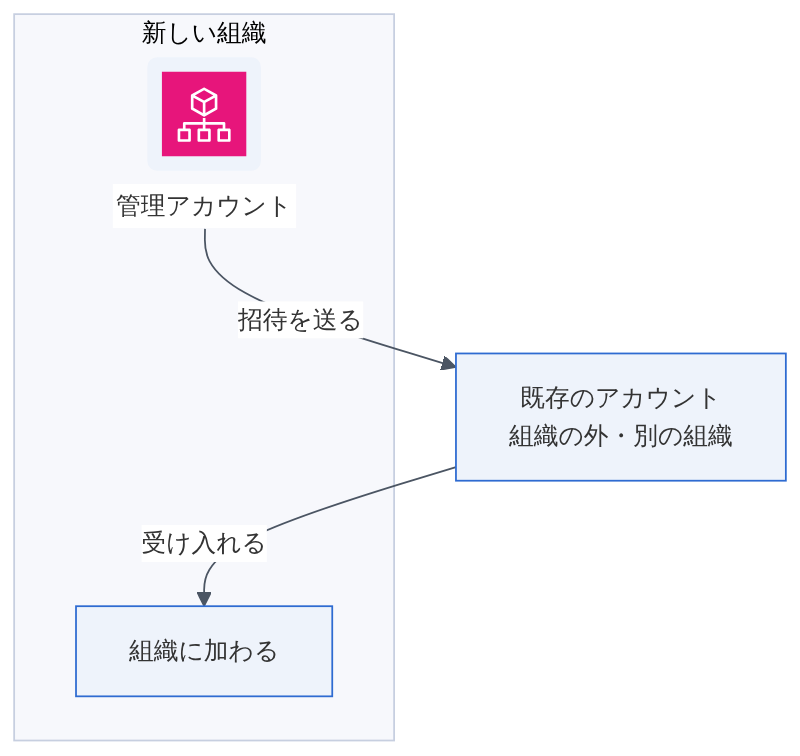 新しい組織
管理アカウント
招待を送る
既存のアカウント
組織の外・別の組織
受け入れる
組織に加わる